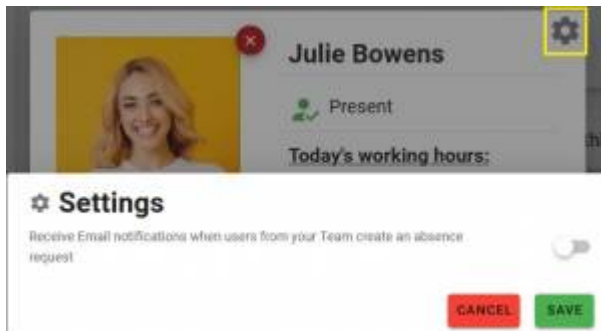 Julie Bowens
Present
Today's working hours:
Settings
Receive Email notifications when users from your Team create an absence
request
CANCEL
SAVE